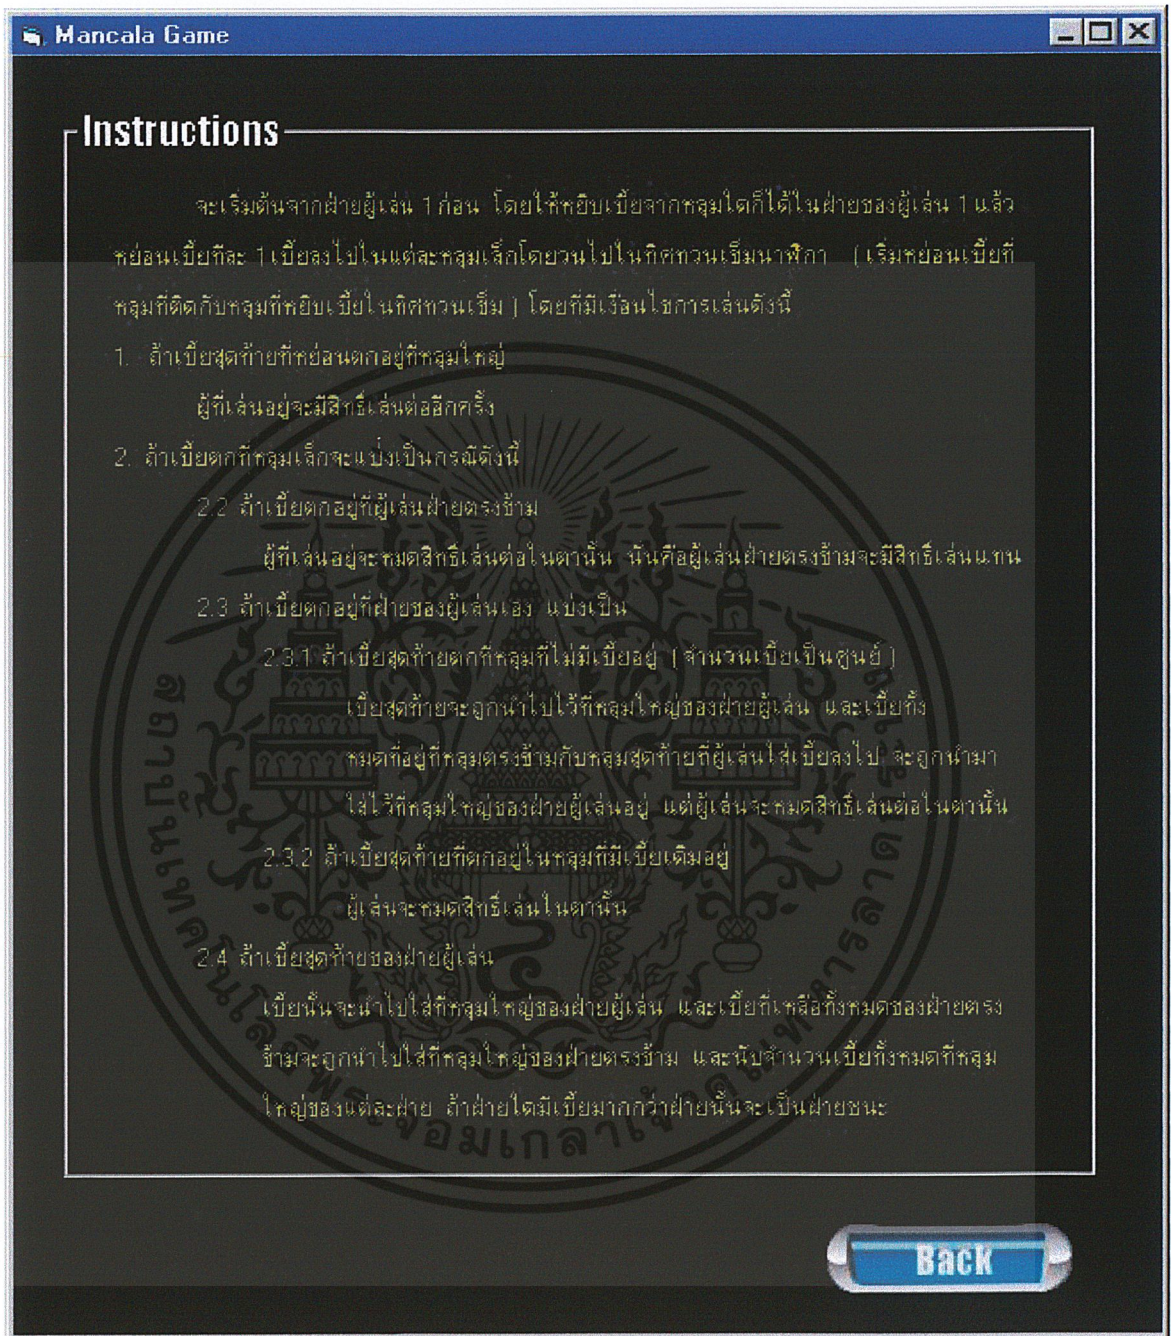 Mancala Game
Instructions
จะเริ่มต้นจากฝ่ายผู้เล่น 1 ก่อน โดยให้หยิบเบี้ยจากหลุมใดก็ได้ในฝ่ายของผู้เล่น 1 แล้ว
หย่อนเบี้ยทีละ 1 เบี้ยลงไปในแต่ละหลุมเล็กโดยวนไปในทิศทวนเข็มนาฬิกา ( เริ่มหย่อนเบี้ยที่
หลุมที่ติดกับหลุมที่หยิบเบี้ยในทิศทวนเข็ม ) โดยที่มีเงื่อนไขการเล่นดังนี้
1. ถ้าเบี้ยสุดท้ายที่หย่อนตกอยู่ที่หลุมใหญ่
ผู้ที่เล่นอยู่จะมีสิทธิ์เล่นต่ออีกครั้ง
2. ถ้าเบี้ยตกที่หลุมเล็กจะแบ่งเป็นกรณีดังนี้
2.2 ถ้าเบี้ยตกอยู่ที่ผู้เล่นฝ่ายตรงข้าม
ผู้ที่เล่นอยู่จะหมดสิทธิ์เล่นต่อในตานั้น นั่นคือผู้เล่นฝ่ายตรงข้ามจะมีสิทธิ์เล่นแทน
2.3 ถ้าเบี้ยตกอยู่ที่ฝ่ายของผู้เล่นเอง แบ่งเป็น
2.3.1 ถ้าเบี้ยสุดท้ายตกที่หลุมที่ไม่มีเบี้ยอยู่ ( จำนวนเบี้ยเป็นศูนย์ )
เบี้ยสุดท้ายจะถูกนำไปไว้ที่หลุมใหญ่ของฝ่ายผู้เล่น และเบี้ยทั้ง
หมดที่อยู่ที่หลุมตรงข้ามกับหลุมสุดท้ายที่ผู้เล่นใส่เบี้ยลงไป จะถูกนำมา
ใส่ไว้ที่หลุมใหญ่ของฝ่ายผู้เล่นอยู่ แต่ผู้เล่นจะหมดสิทธิ์เล่นต่อในตานั้น
2.3.2 ถ้าเบี้ยสุดท้ายที่ตกอยู่ในหลุมที่มีเบี้ยเดิมอยู่
ผู้เล่นจะหมดสิทธิ์เล่นในตานั้น
2.4 ถ้าเบี้ยสุดท้ายของฝ่ายผู้เล่น
เบี้ยนั้นจะนำไปใส่ที่หลุมใหญ่ของฝ่ายผู้เล่น และเบี้ยที่เหลือทั้งหมดของฝ่ายตรง
ข้ามจะถูกนำไปใส่ที่หลุมใหญ่ของฝ่ายตรงข้าม และนับจำนวนเบี้ยทั้งหมดที่หลุม
ใหญ่ของแต่ละฝ่าย ถ้าฝ่ายใดมีเบี้ยมากกว่าฝ่ายนั้นจะเป็นฝ่ายชนะ
สถาบันเทคโนโลยีพระจอมเกล้าเจ้าคุณทหารลาดกระบัง
Back